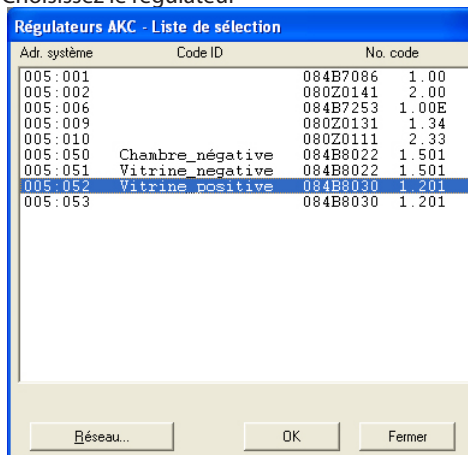 Choisissez le régulateur
Régulateurs AKC - Liste de sélection
Adr. système Code ID No. code
005:001 084B7086 1.00
005:002 080Z0141 2.00
005:006 084B7253 1.00E
005:009 080Z0131 1.34
005:010 080Z0111 2.33
005:050 Chambre_négative 084B8022 1.501
005:051 Vitrine_negative 084B8022 1.501
005:052 Vitrine_positive 084B8030 1.201
005:053 084B8030 1.201
Réseau... OK Fermer